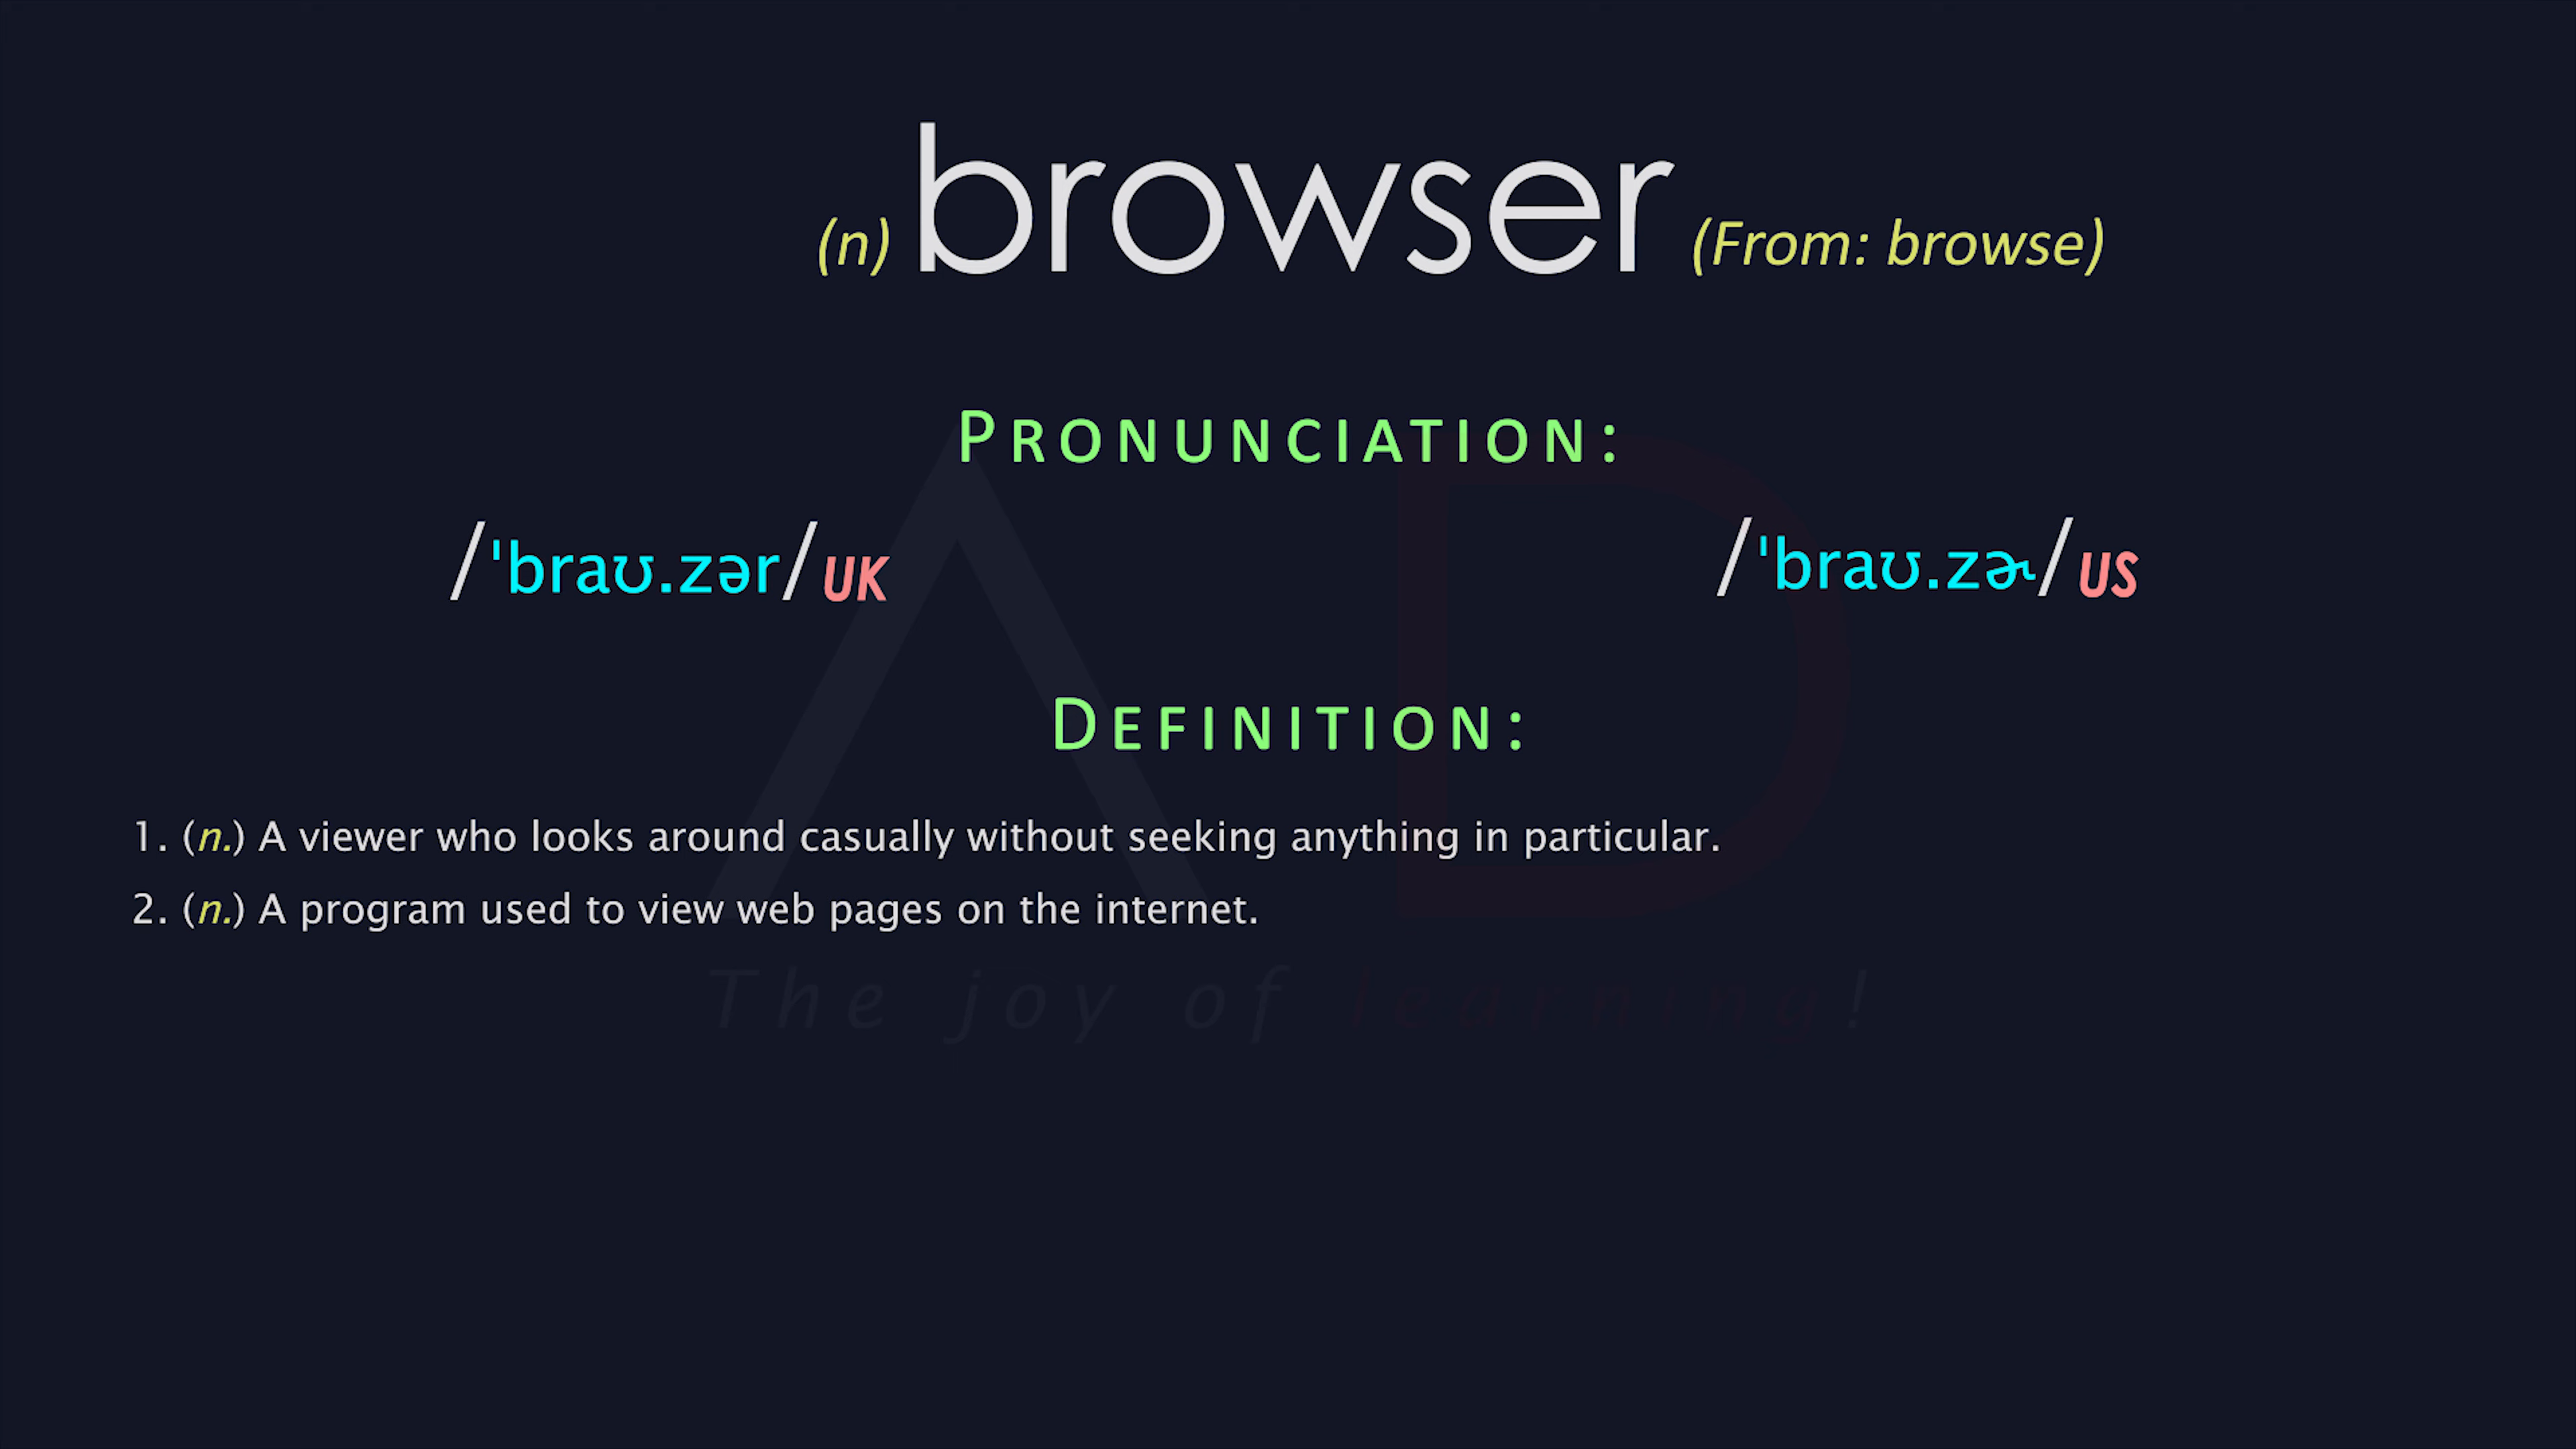 (n) browser (From: browse)
PRONUNCIATION:
/ˈbraʊ.zər/ UK /ˈbraʊ.zɚ/ US
DEFINITION:
1. (n.) A viewer who looks around casually without seeking anything in particular.
2. (n.) A program used to view web pages on the internet.
The joy of learning!